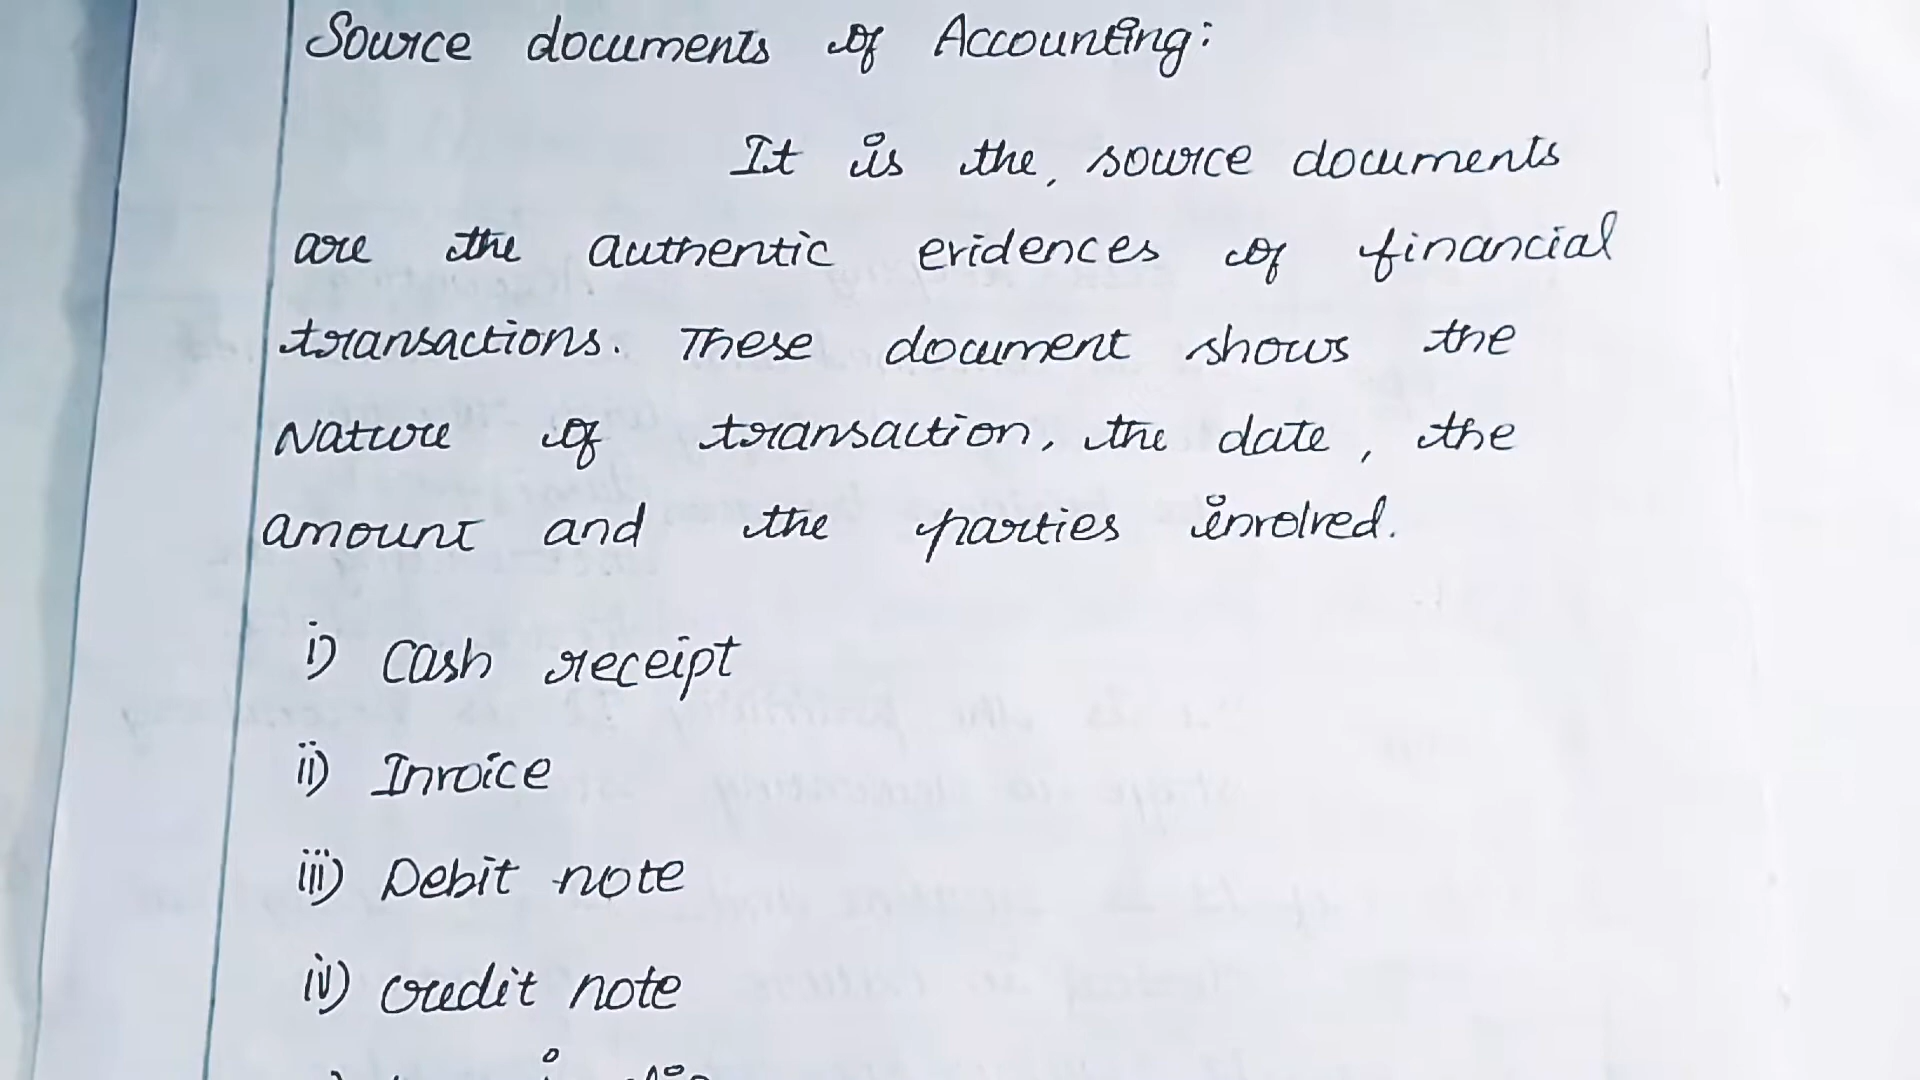 Source documents of Accounting:
It is the, source documents
are the authentic evidences of financial
transactions. These document shows the
Nature of transaction, the date, the
amount and the parties involved.
i) Cash receipt
ii) Invoice
iii) Debit note
iv) credit note